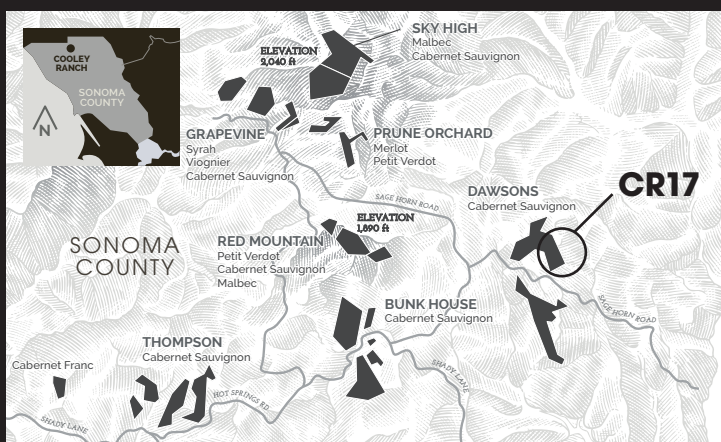 SKY HIGH
Malbec
Cabernet Sauvignon
ELEVATION
2,040 ft
COOLEY
RANCH
SONOMA
COUNTY
N
GRAPEVINE
Syrah
Viognier
Cabernet Sauvignon
PRUNE ORCHARD
Merlot
Petit Verdot
CR17
DAWSONS
Cabernet Sauvignon
SAGE HORN ROAD
ELEVATION
1,890 ft
SONOMA
COUNTY
RED MOUNTAIN
Petit Verdot
Cabernet Sauvignon
Malbec
SAGE HORN ROAD
BUNK HOUSE
Cabernet Sauvignon
THOMPSON
Cabernet Sauvignon
Cabernet Franc
HOT SPRINGS RD.
SHADY LANE
SHADY LANE